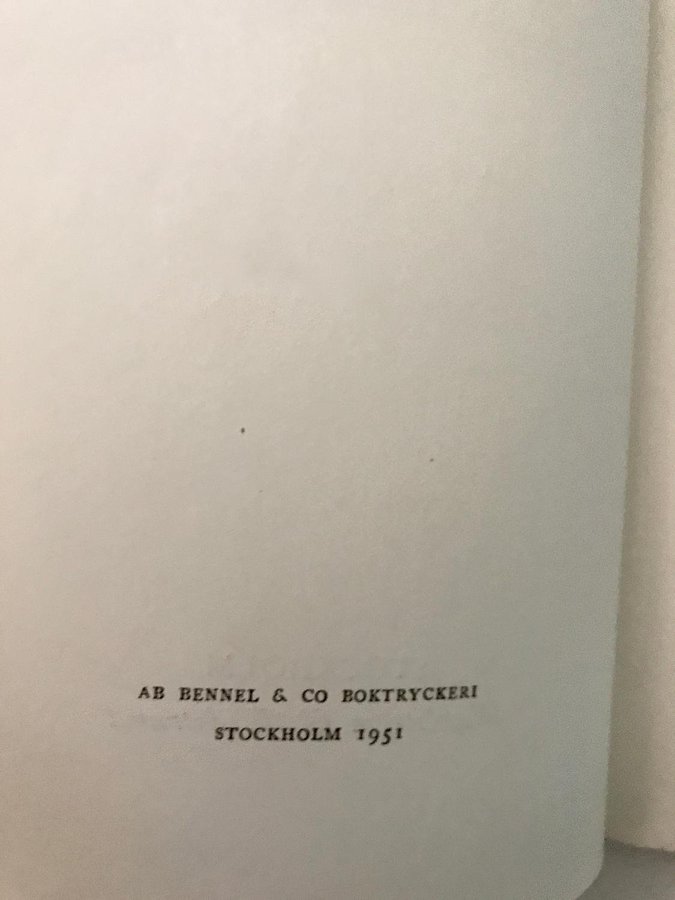 AB BENNEL & CO BOKTRYCKERI
STOCKHOLM 1951